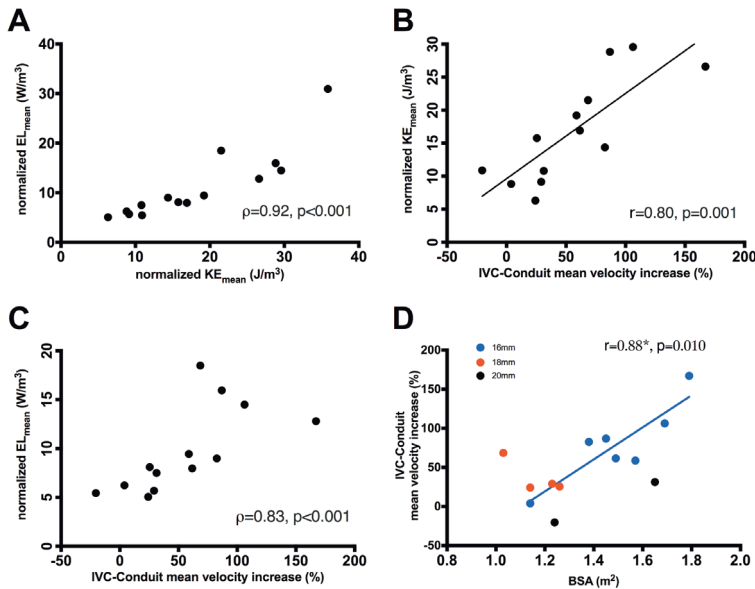 A
normalized ELmean (W/m³)
40
30
20
10
0
0 10 20 30 40
ρ=0.92, p<0.001
normalized KEmean (J/m³)
B
normalized KEmean (J/m³)
30
25
20
15
10
5
0
-50 0 50 100 150 200
r=0.80, p=0.001
IVC-Conduit mean velocity increase (%)
C
normalized ELmean (W/m³)
20
15
10
5
0
-50 0 50 100 150 200
ρ=0.83, p<0.001
IVC-Conduit mean velocity increase (%)
D
16mm
18mm
20mm
r=0.88*, p=0.010
IVC-Conduit
mean velocity increase (%)
200
150
100
50
0
-50
0.8 1.0 1.2 1.4 1.6 1.8 2.0
BSA (m²)